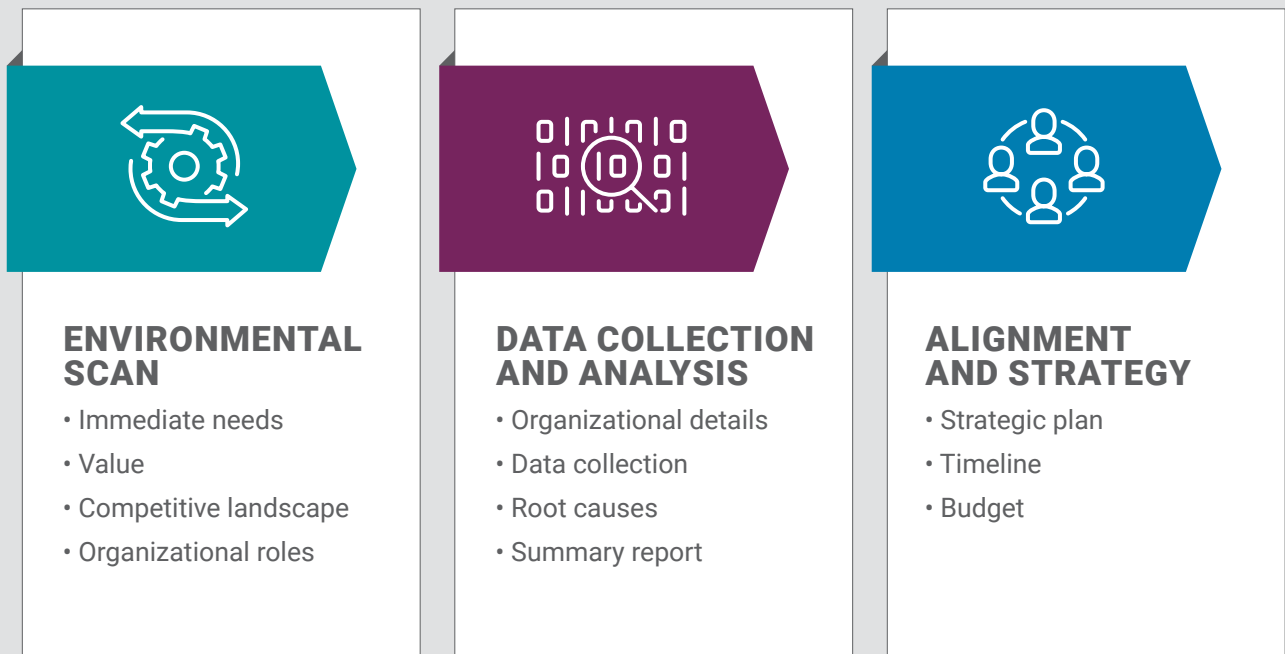 ENVIRONMENTAL
SCAN
• Immediate needs
• Value
• Competitive landscape
• Organizational roles
DATA COLLECTION
AND ANALYSIS
• Organizational details
• Data collection
• Root causes
• Summary report
ALIGNMENT
AND STRATEGY
• Strategic plan
• Timeline
• Budget